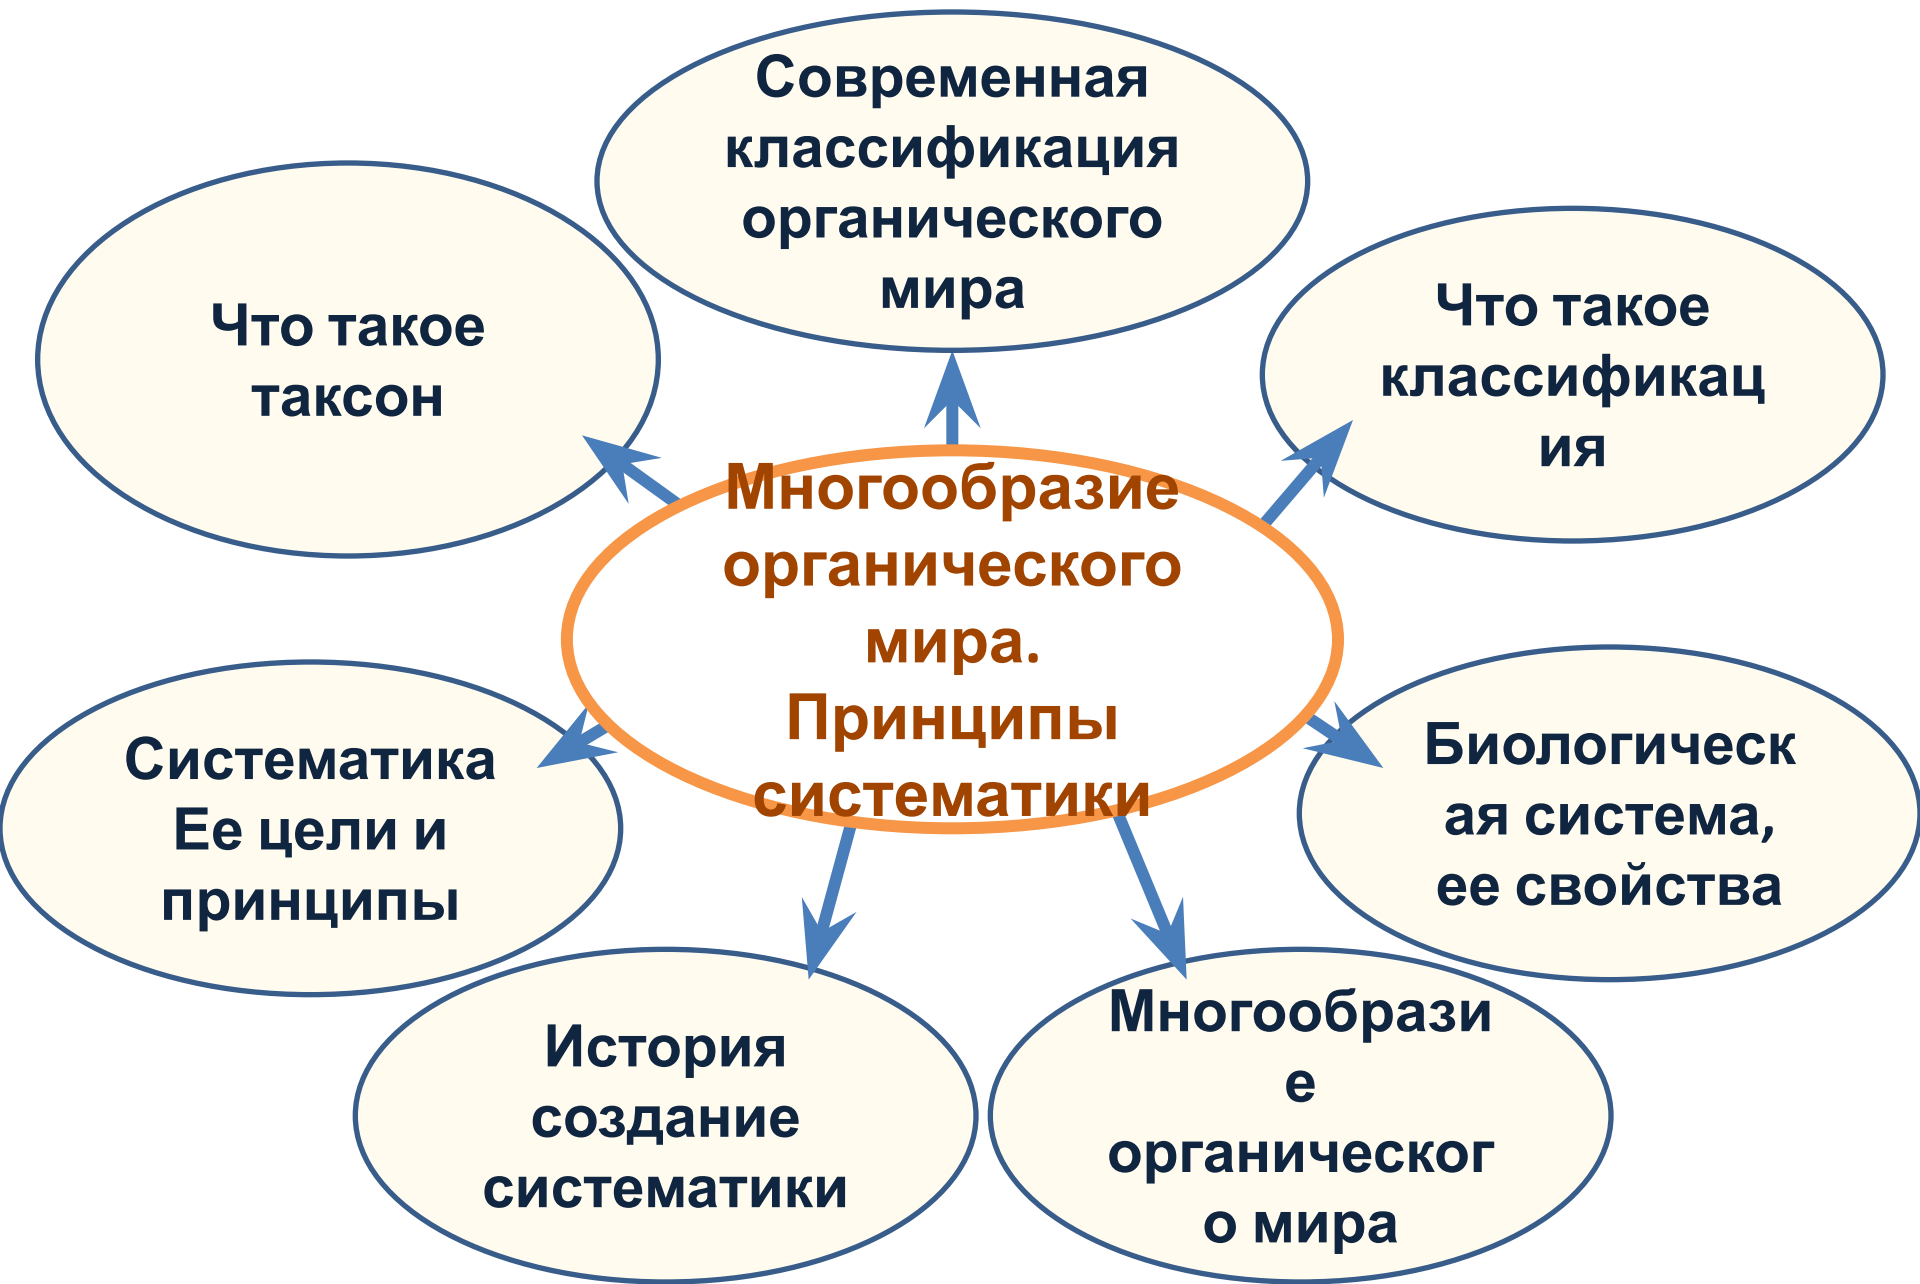 Современная
классификация
органического
мира
Что такое
таксон
Что такое
классификац
ия
Многообразие
органического
мира.
Принципы
систематики
Систематика
Ее цели и
принципы
Биологическ
ая система,
ее свойства
История
создание
систематики
Многообрази
е
органическог
о мира